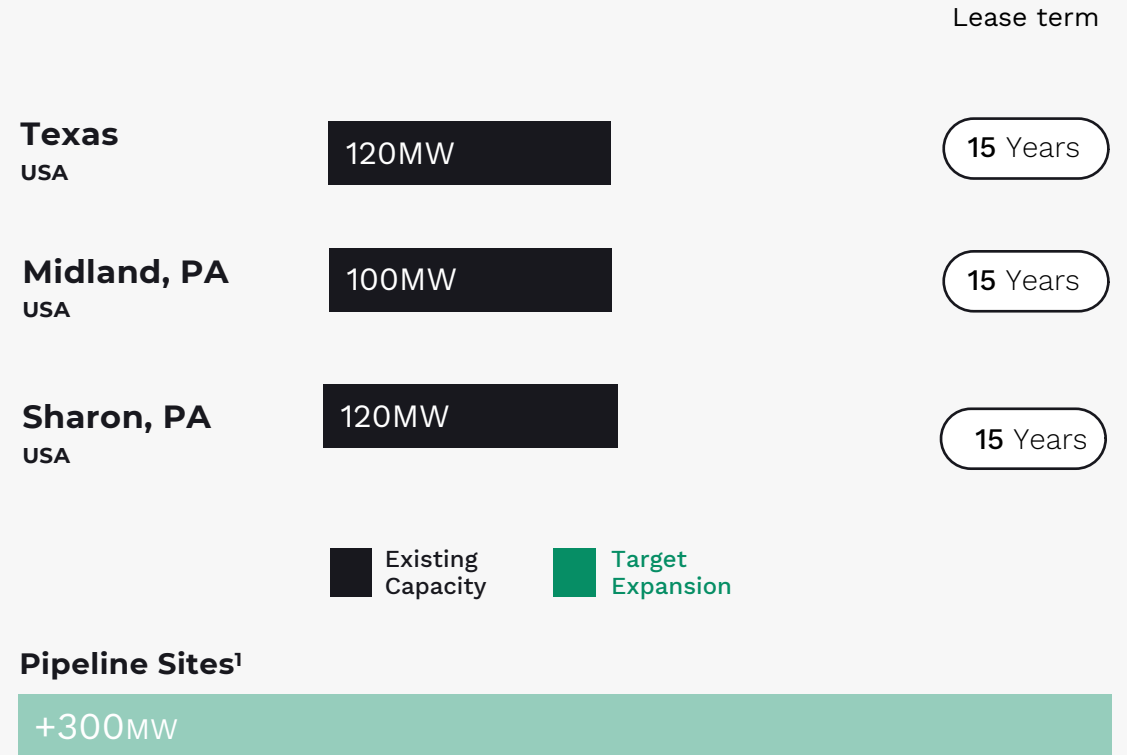 Lease term
Texas
USA
120MW
15 Years
Midland, PA
USA
100MW
15 Years
Sharon, PA
USA
120MW
15 Years
Existing
Capacity
Target
Expansion
Pipeline Sites¹
+300MW